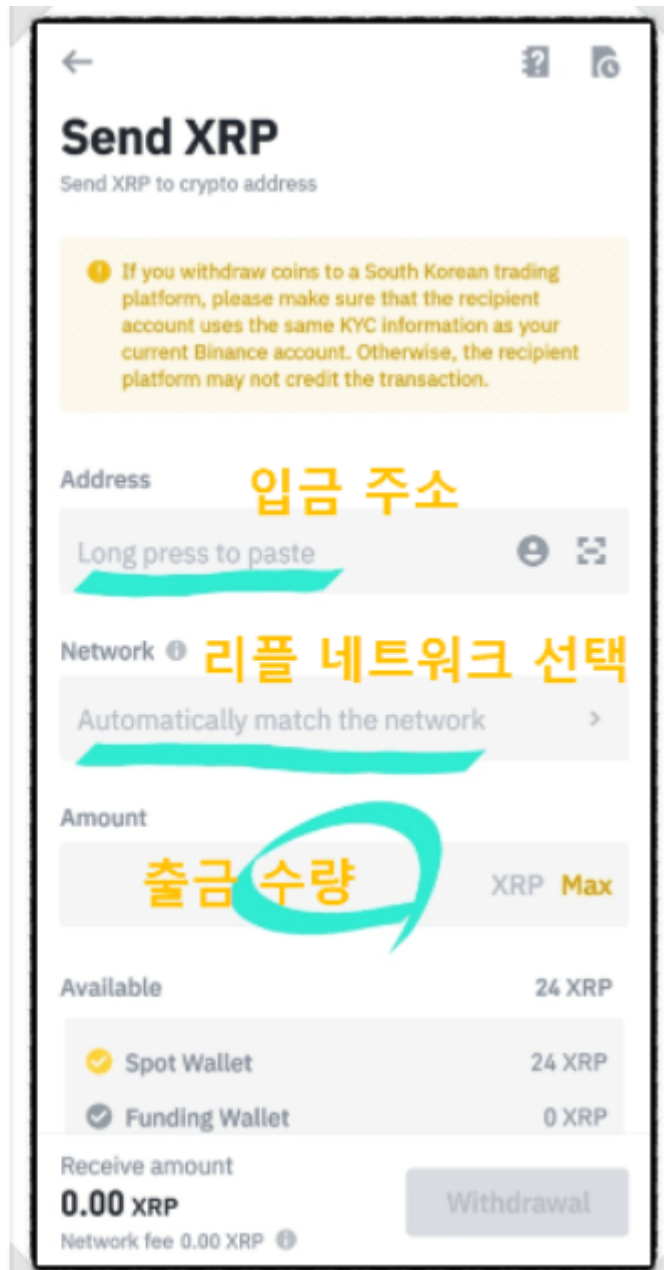 Send XRP
Send XRP to crypto address
If you withdraw coins to a South Korean trading
platform, please make sure that the recipient
account uses the same KYC information as your
current Binance account. Otherwise, the recipient
platform may not credit the transaction.
Address
입금 주소
Long press to paste
Network
리플 네트워크 선택
Automatically match the network
Amount
출금 수량
XRP Max
Available 24 XRP
Spot Wallet 24 XRP
Funding Wallet 0 XRP
Receive amount
0.00 XRP
Withdrawal
Network fee 0.00 XRP